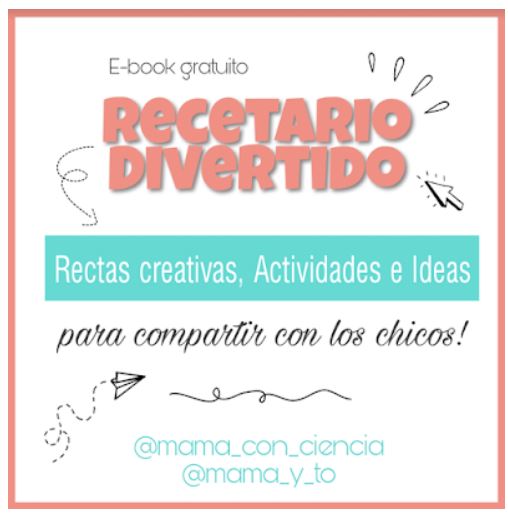 E-book gratuito
RECETARIO
DIVERTIDO
Rectas creativas, Actividades e Ideas
para compartir con los chicos!
@mama_con_ciencia
@mama_y_to